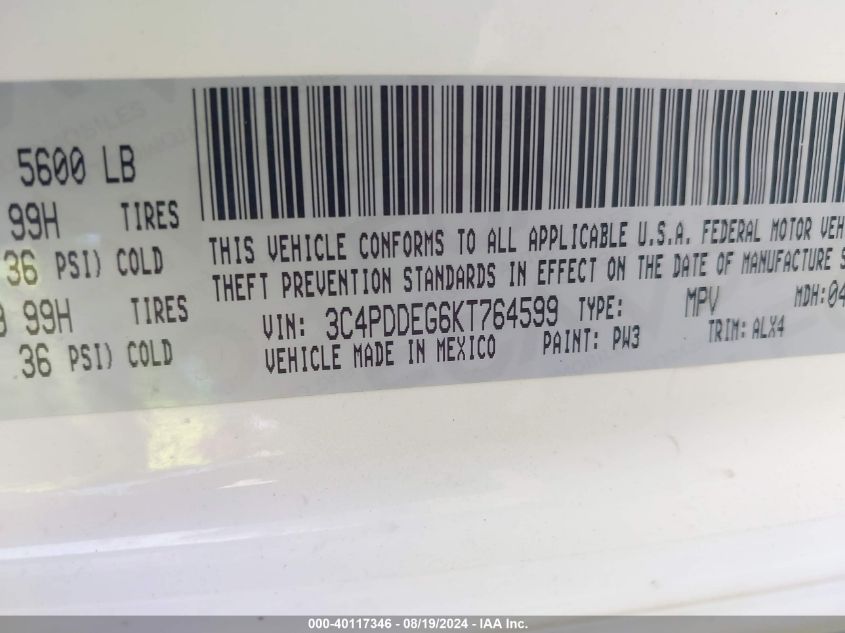 5600 LB
99H TIRES
36 PSI) COLD
99H TIRES
36 PSI) COLD
THIS VEHICLE CONFORMS TO ALL APPLICABLE U.S.A. FEDERAL MOTOR VEH
THEFT PREVENTION STANDARDS IN EFFECT ON THE DATE OF MANUFACTURE S
VIN: 3C4PDDEG6KT764599 TYPE: MPV MDH:04
VEHICLE MADE IN MEXICO PAINT: PW3 TRIM: ALX4
000-40117346 - 08/19/2024 - IAA Inc.